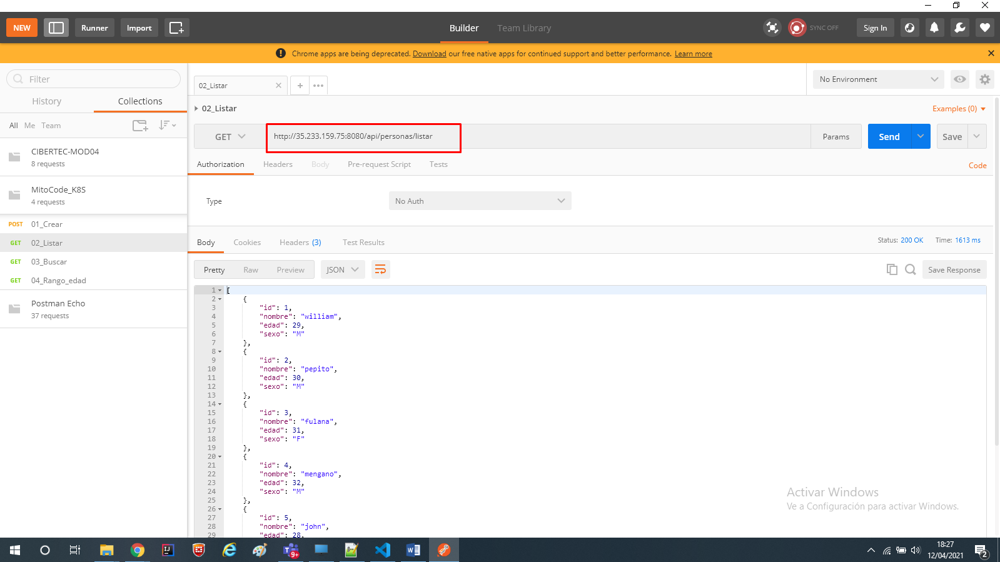 NEW
Runner
Import
Builder
Team Library
SYNC OFF
Sign In
Chrome apps are being deprecated. Download our free native apps for continued support and better performance. Learn more
Filter
History
Collections
All Me Team
CIBERTEC-MOD04
8 requests
MitoCode_K8S
4 requests
POST 01_Crear
GET 02_Listar
GET 03_Buscar
GET 04_Rango_edad
Postman Echo
37 requests
02_Listar
No Environment
02_Listar
Examples (0)
GET
http://35.233.159.75:8080/api/personas/listar
Params
Send
Save
Authorization
Headers
Body
Pre-request Script
Tests
Code
Type
No Auth
Body
Cookies
Headers (3)
Test Results
Status: 200 OK
Time: 1613 ms
Pretty
Raw
Preview
JSON
Save Response
1 [
2 {
3 "id": 1,
4 "nombre": "william",
5 "edad": 29,
6 "sexo": "M"
7 },
8 {
9 "id": 2,
10 "nombre": "pepito",
11 "edad": 30,
12 "sexo": "M"
13 },
14 {
15 "id": 3,
16 "nombre": "fulana",
17 "edad": 31,
18 "sexo": "F"
19 },
20 {
21 "id": 4,
22 "nombre": "mengano",
23 "edad": 32,
24 "sexo": "M"
25 },
26 {
27 "id": 5,
28 "nombre": "john",
29 "edad": 28,
Activar Windows
Ve a Configuración para activar Windows.
9+
18:27
12/04/2021
2